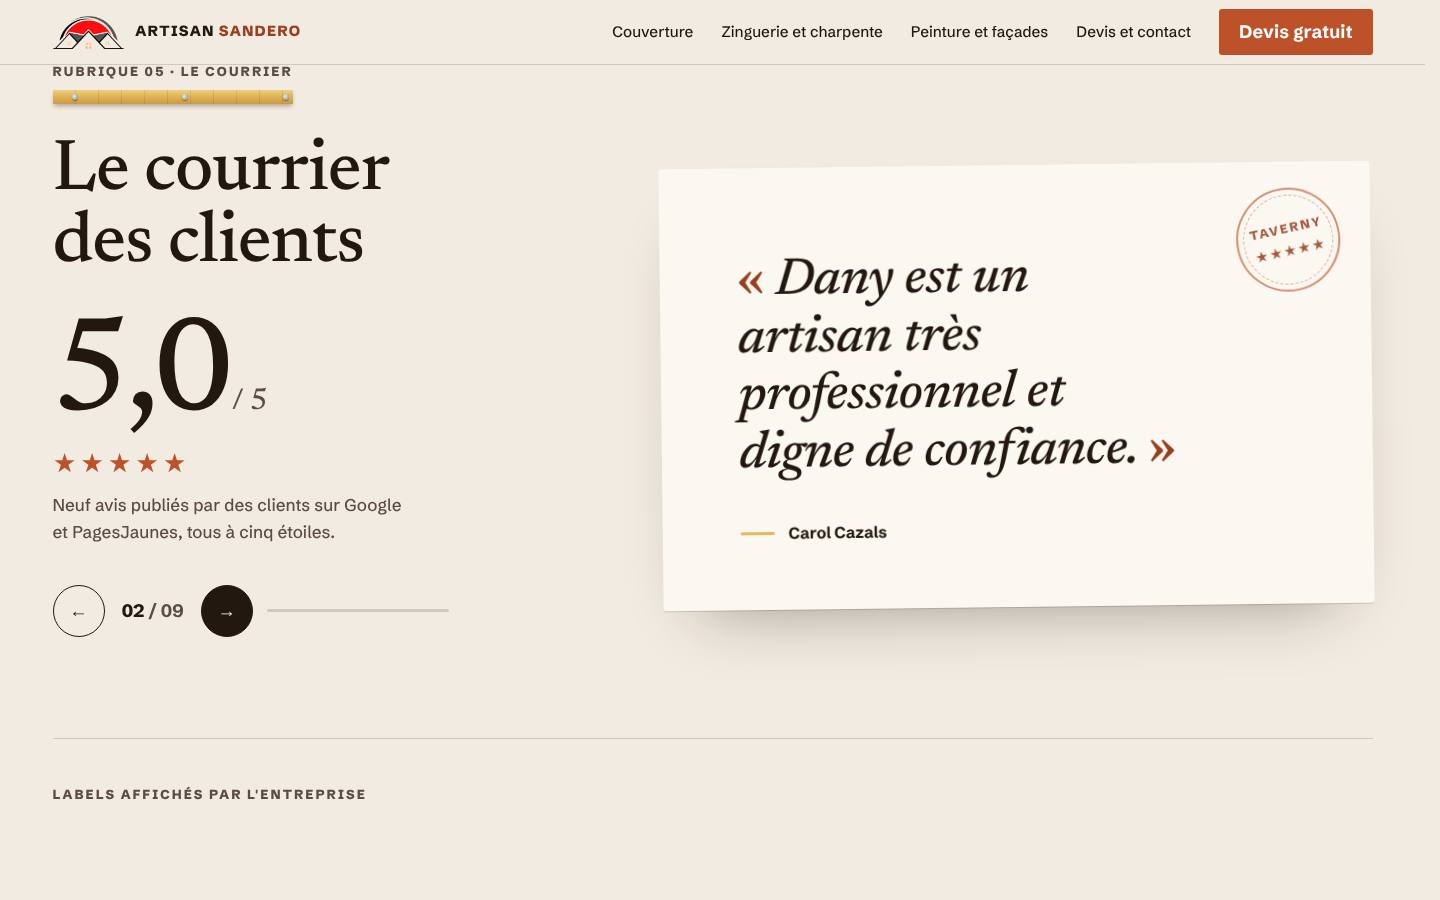 ARTISAN SANDERO
Couverture
Zinguerie et charpente
Peinture et façades
Devis et contact
Devis gratuit
RUBRIQUE 05 · LE COURRIER
Le courrier
des clients
5,0 / 5
★★★★★
Neuf avis publiés par des clients sur Google
et PagesJaunes, tous à cinq étoiles.
← 02 / 09 →
TAVERNY
★★★★★
« Dany est un
artisan très
professionnel et
digne de confiance. »
Carol Cazals
LABELS AFFICHÉS PAR L'ENTREPRISE